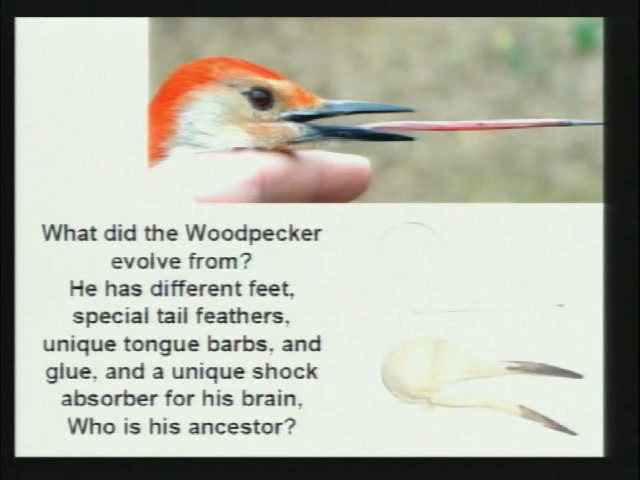 What did the Woodpecker
evolve from?
He has different feet,
special tail feathers,
unique tongue barbs, and
glue, and a unique shock
absorber for his brain,
Who is his ancestor?